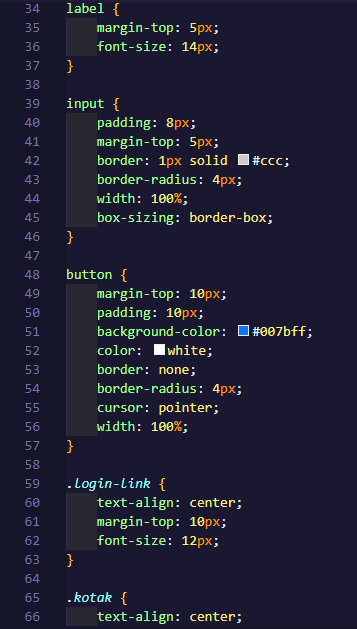 34 label {
35 margin-top: 5px;
36 font-size: 14px;
37 }
38
39 input {
40 padding: 8px;
41 margin-top: 5px;
42 border: 1px solid #ccc;
43 border-radius: 4px;
44 width: 100%;
45 box-sizing: border-box;
46 }
47
48 button {
49 margin-top: 10px;
50 padding: 10px;
51 background-color: #007bff;
52 color: white;
53 border: none;
54 border-radius: 4px;
55 cursor: pointer;
56 width: 100%;
57 }
58
59 .login-link {
60 text-align: center;
61 margin-top: 10px;
62 font-size: 12px;
63 }
64
65 .kotak {
66 text-align: center;